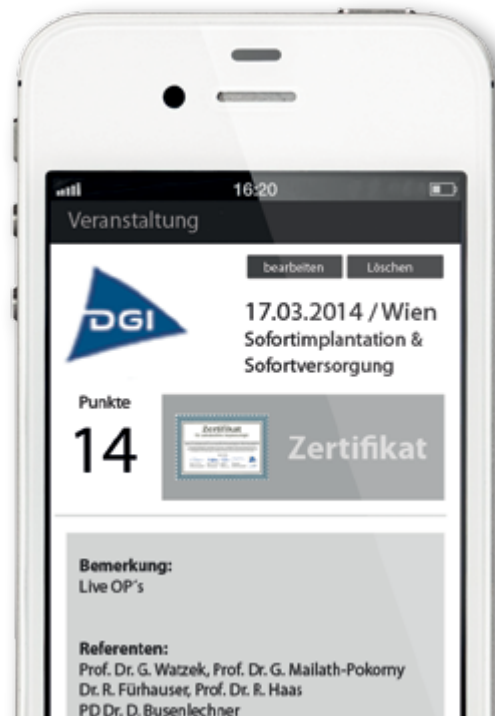 16:20
Veranstaltung
bearbeiten Löschen
DGI
17.03.2014 / Wien
Sofortimplantation &
Sofortversorgung
Punkte
14
Zertifikat
Zertifikat
Bemerkung:
Live OP´s
Referenten:
Prof. Dr. G. Watzek, Prof. Dr. G. Mailath-Pokorny
Dr. R. Fürhauser, Prof. Dr. R. Haas
PD Dr. D. Busenlechner